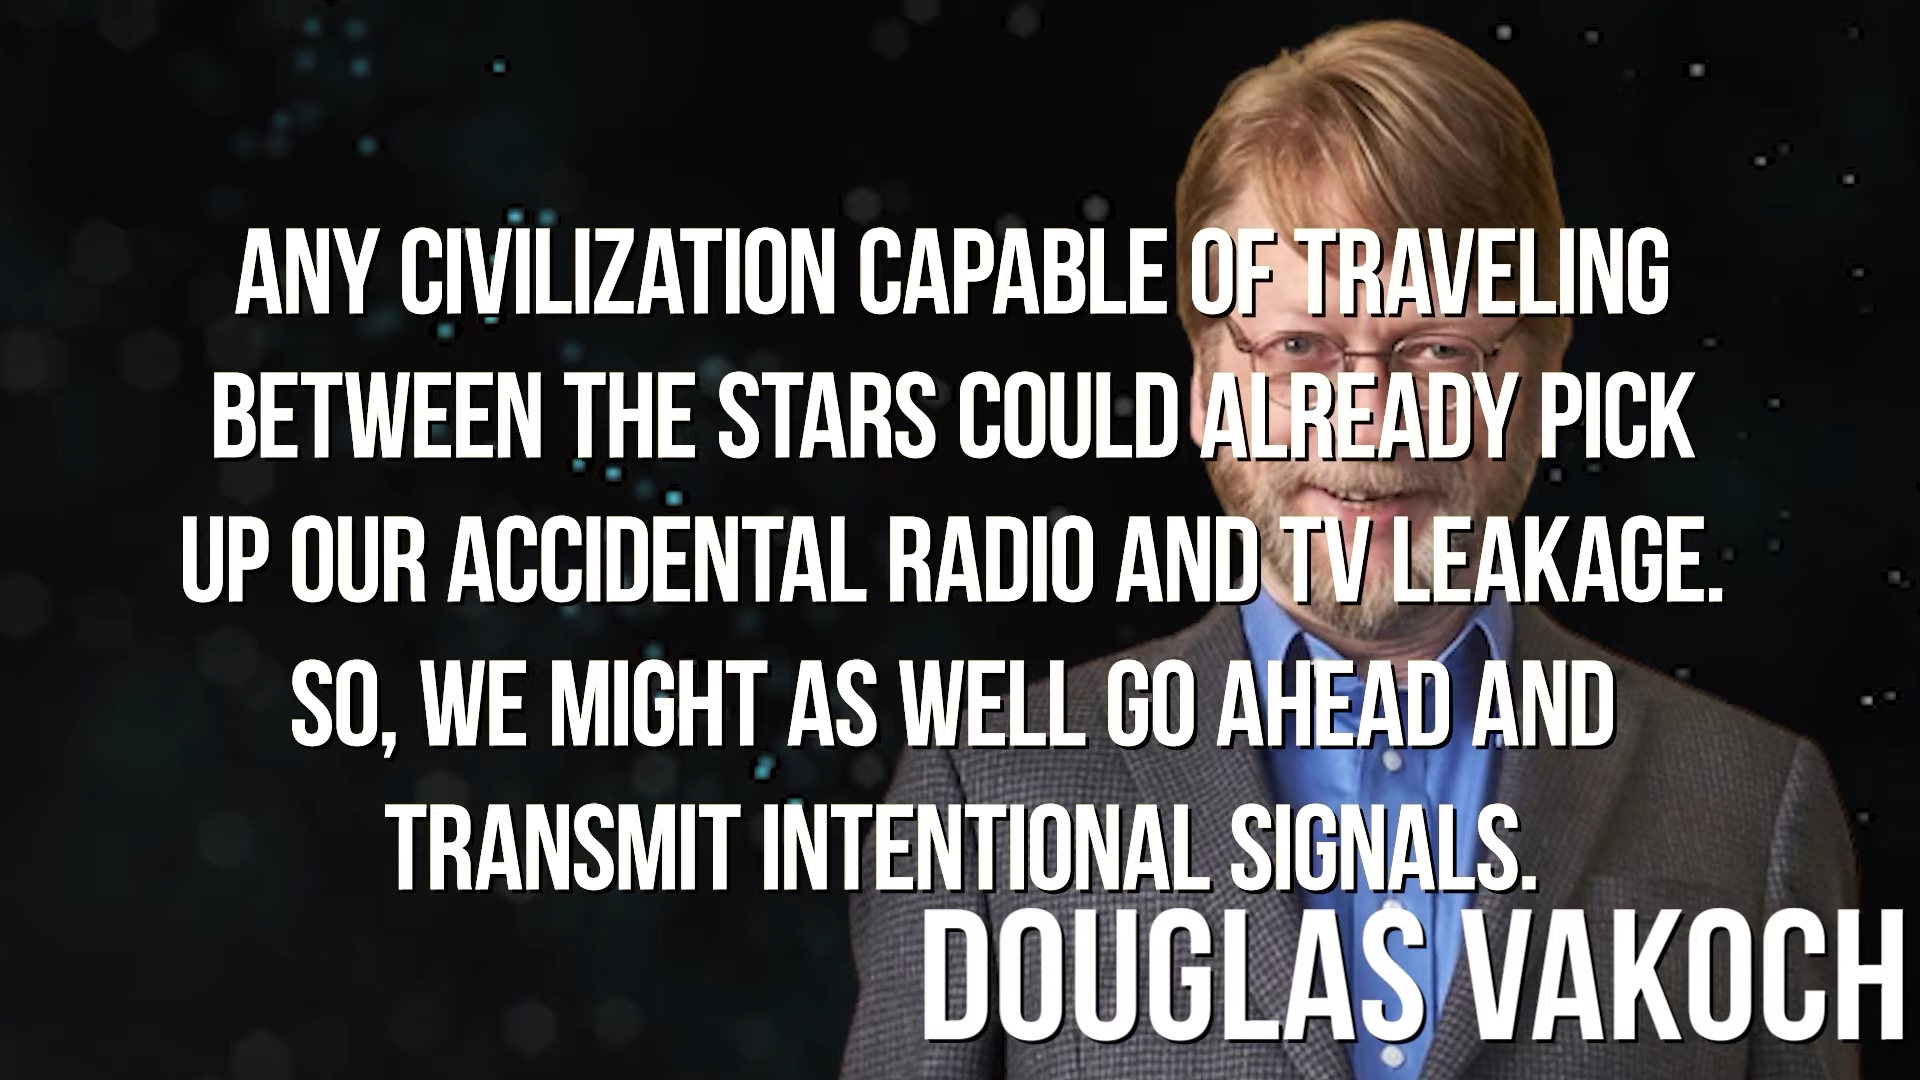 ANY CIVILIZATION CAPABLE OF TRAVELING
BETWEEN THE STARS COULD ALREADY PICK
UP OUR ACCIDENTAL RADIO AND TV LEAKAGE.
SO, WE MIGHT AS WELL GO AHEAD AND
TRANSMIT INTENTIONAL SIGNALS.
DOUGLAS VAKOCH